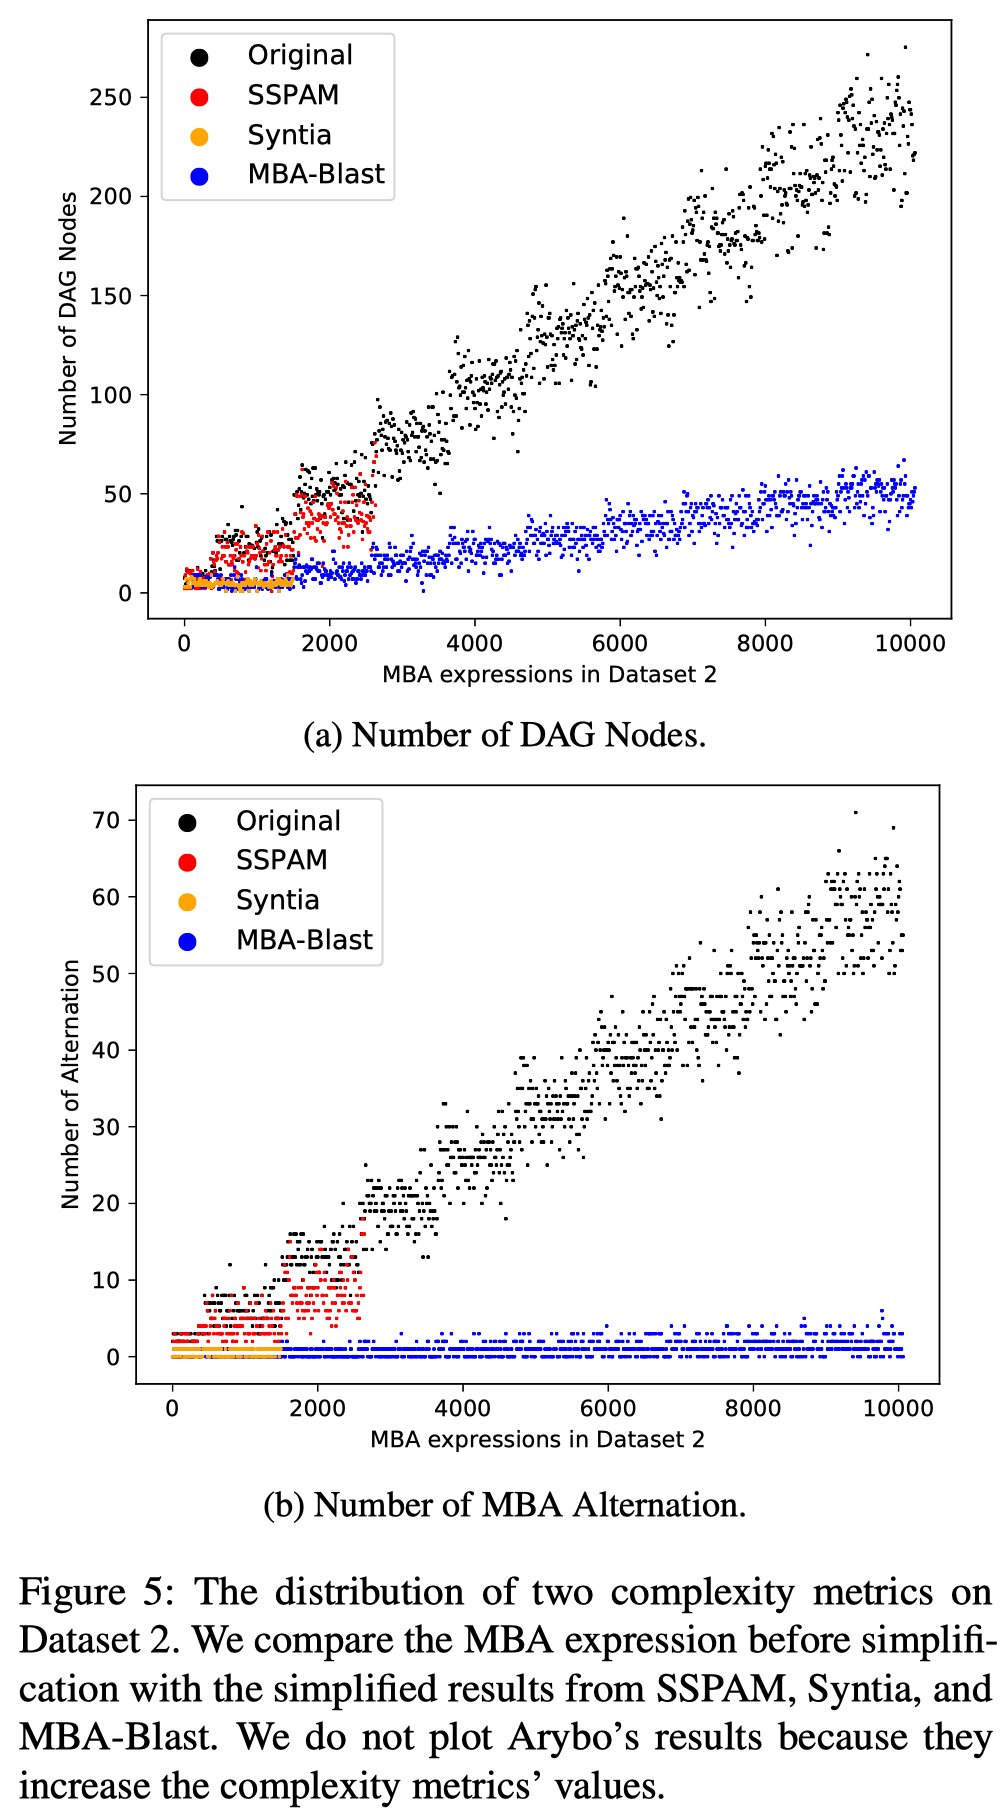 Original
SSPAM
Syntia
MBA-Blast
250
200
150
100
50
0
Number of DAG Nodes
0 2000 4000 6000 8000 10000
MBA expressions in Dataset 2
(a) Number of DAG Nodes.
Original
SSPAM
Syntia
MBA-Blast
70
60
50
40
30
20
10
0
Number of Alternation
0 2000 4000 6000 8000 10000
MBA expressions in Dataset 2
(b) Number of MBA Alternation.
Figure 5: The distribution of two complexity metrics on
Dataset 2. We compare the MBA expression before simplifi-
cation with the simplified results from SSPAM, Syntia, and
MBA-Blast. We do not plot Arybo's results because they
increase the complexity metrics' values.